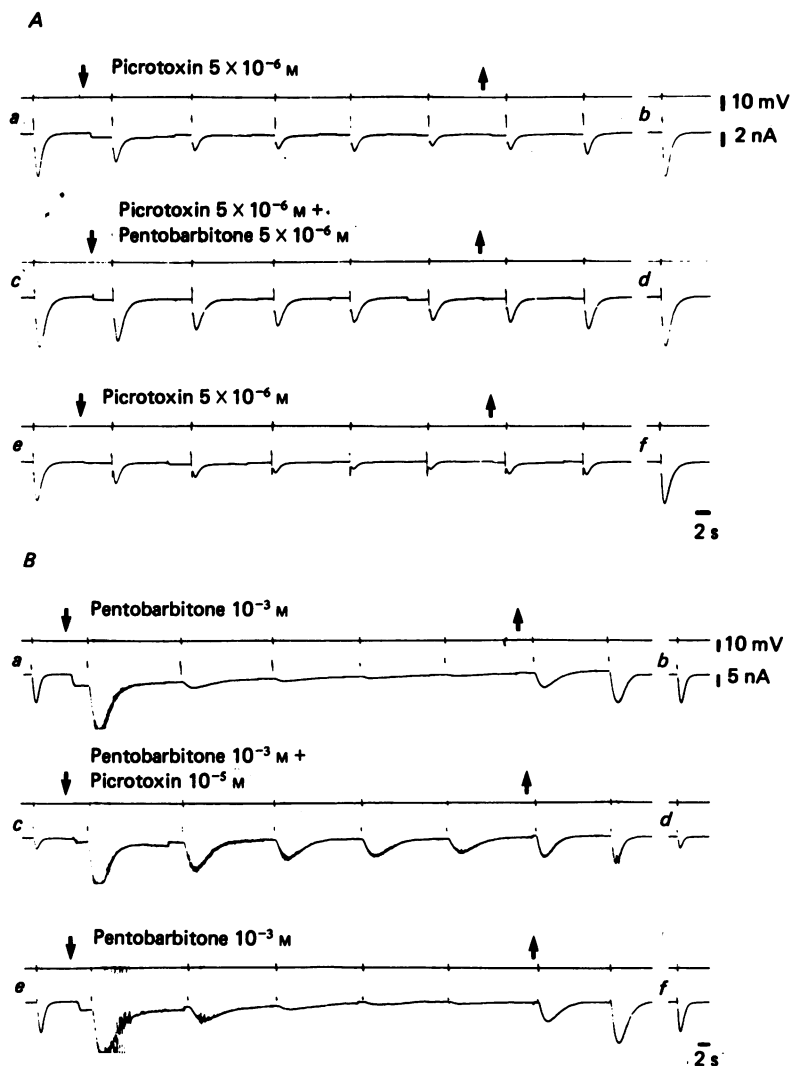 A
Picrotoxin 5 × 10⁻⁶ M
a
b
10 mV
2 nA
Picrotoxin 5 × 10⁻⁶ M +
Pentobarbitone 5 × 10⁻⁶ M
c
d
Picrotoxin 5 × 10⁻⁶ M
e
f
2 s
B
Pentobarbitone 10⁻³ M
a
b
10 mV
5 nA
Pentobarbitone 10⁻³ M +
Picrotoxin 10⁻⁵ M
c
d
Pentobarbitone 10⁻³ M
e
f
2 s